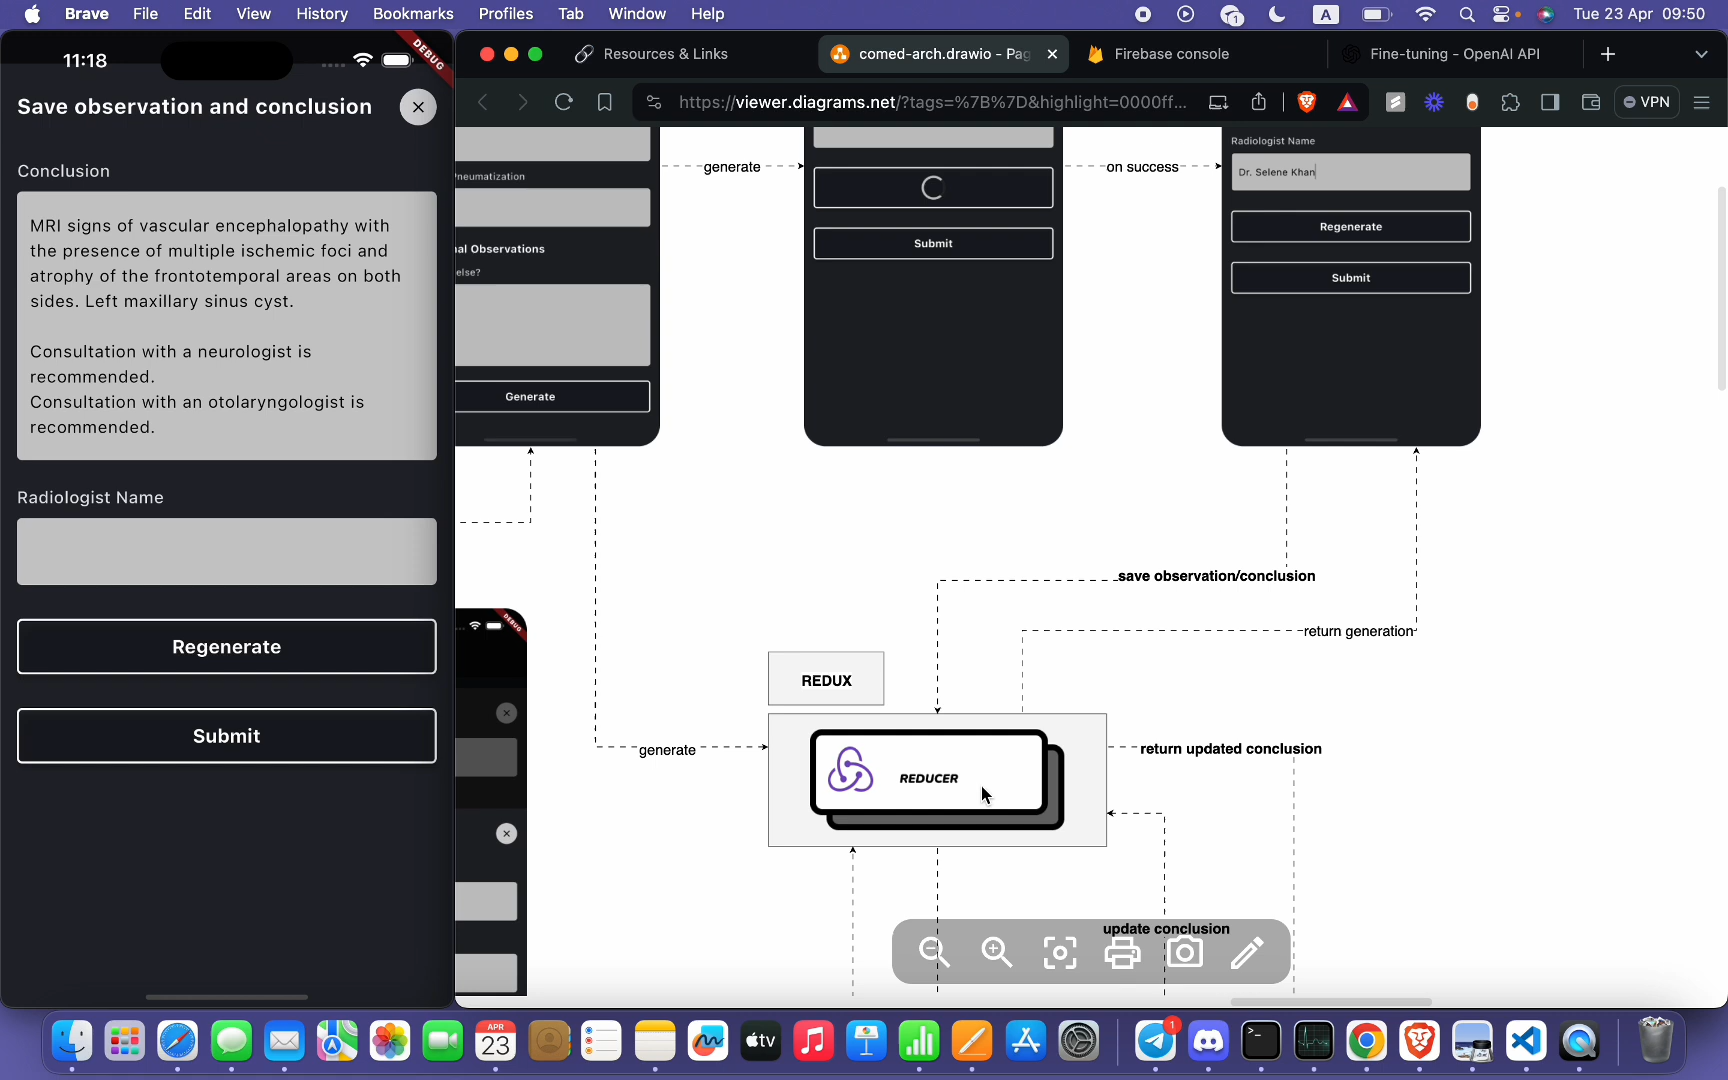 Brave File Edit View History Bookmarks Profiles Tab Window Help
A
1
Tue 23 Apr 09:50
11:18
DEBUG
Save observation and conclusion
Conclusion
MRI signs of vascular encephalopathy with
the presence of multiple ischemic foci and
atrophy of the frontotemporal areas on both
sides. Left maxillary sinus cyst.
Consultation with a neurologist is
recommended.
Consultation with an otolaryngologist is
recommended.
Radiologist Name
Regenerate
Submit
Resources & Links
comed-arch.drawio - Pag
Firebase console
Fine-tuning - OpenAI API
https://viewer.diagrams.net/?tags=%7B%7D&highlight=0000ff...
VPN
Pneumatization
nal Observations
else?
Generate
generate
Submit
on success
Radiologist Name
Dr. Selene Khan
Regenerate
Submit
save observation/conclusion
return generation
REDUX
REDUCER
generate
return updated conclusion
update conclusion
DEBUG
APR
23
tv
1